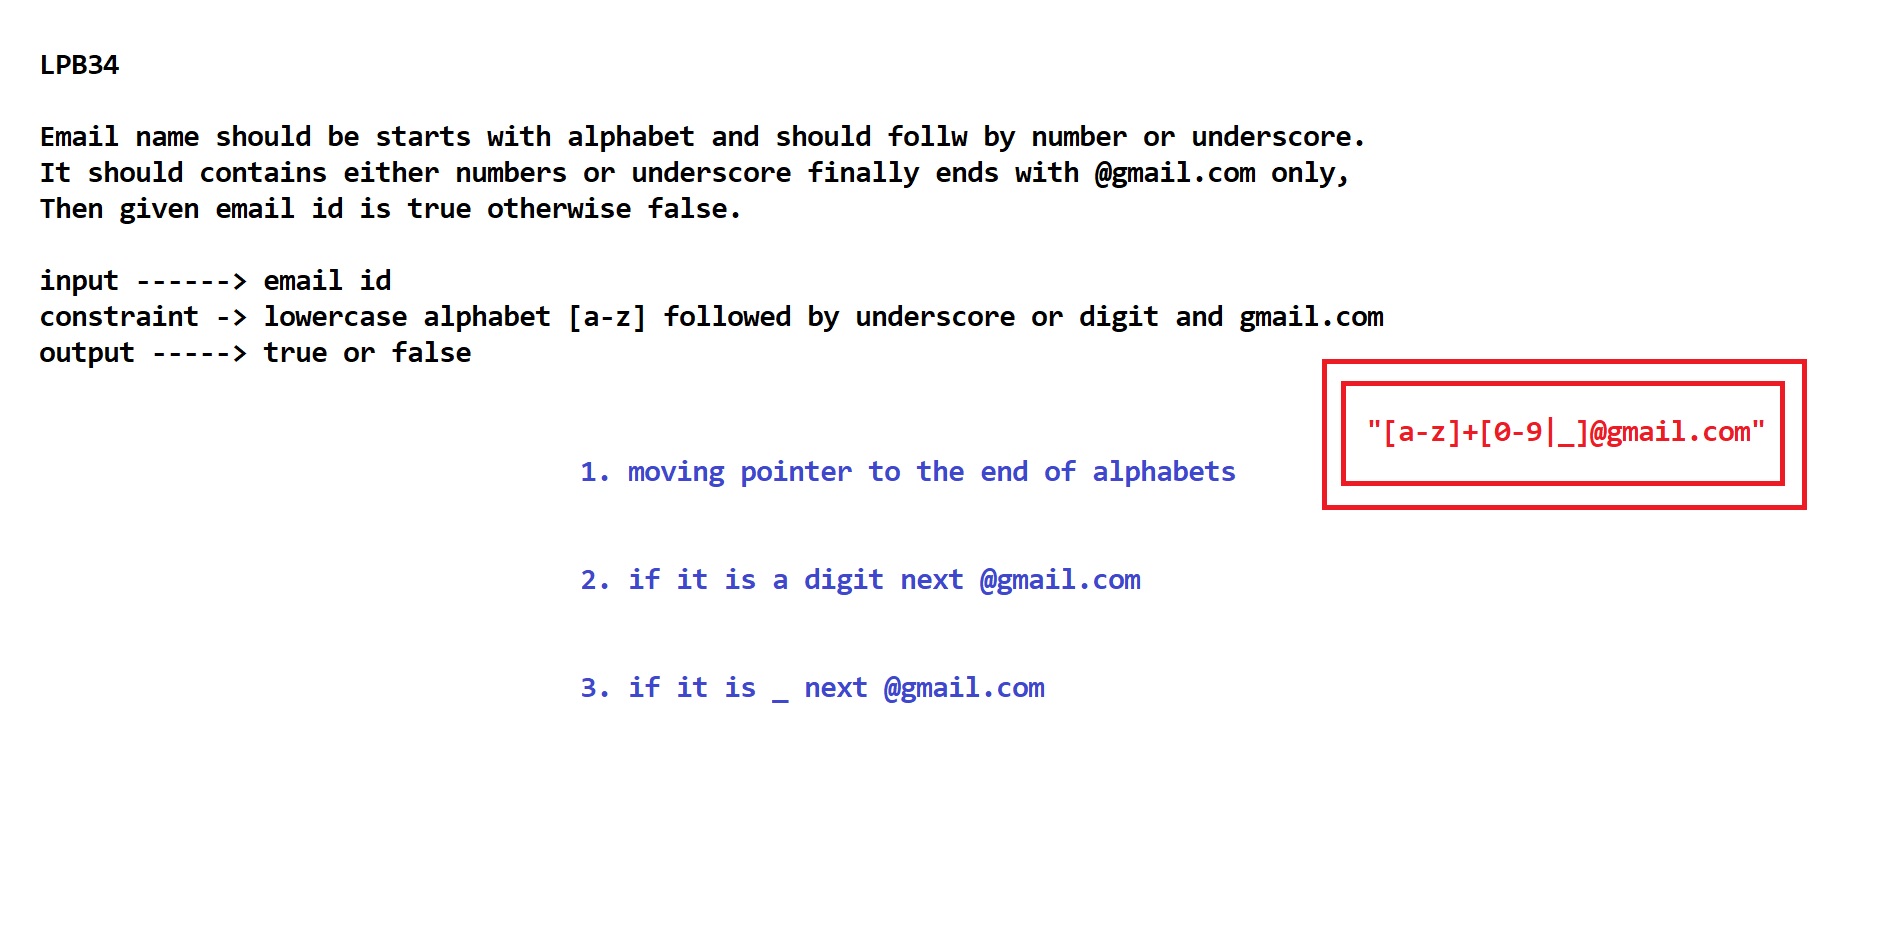 LPB34
Email name should be starts with alphabet and should follw by number or underscore.
It should contains either numbers or underscore finally ends with @gmail.com only,
Then given email id is true otherwise false.
input ------> email id
constraint -> lowercase alphabet [a-z] followed by underscore or digit and gmail.com
output -----> true or false
"[a-z]+[0-9|_]@gmail.com"
1. moving pointer to the end of alphabets
2. if it is a digit next @gmail.com
3. if it is _ next @gmail.com